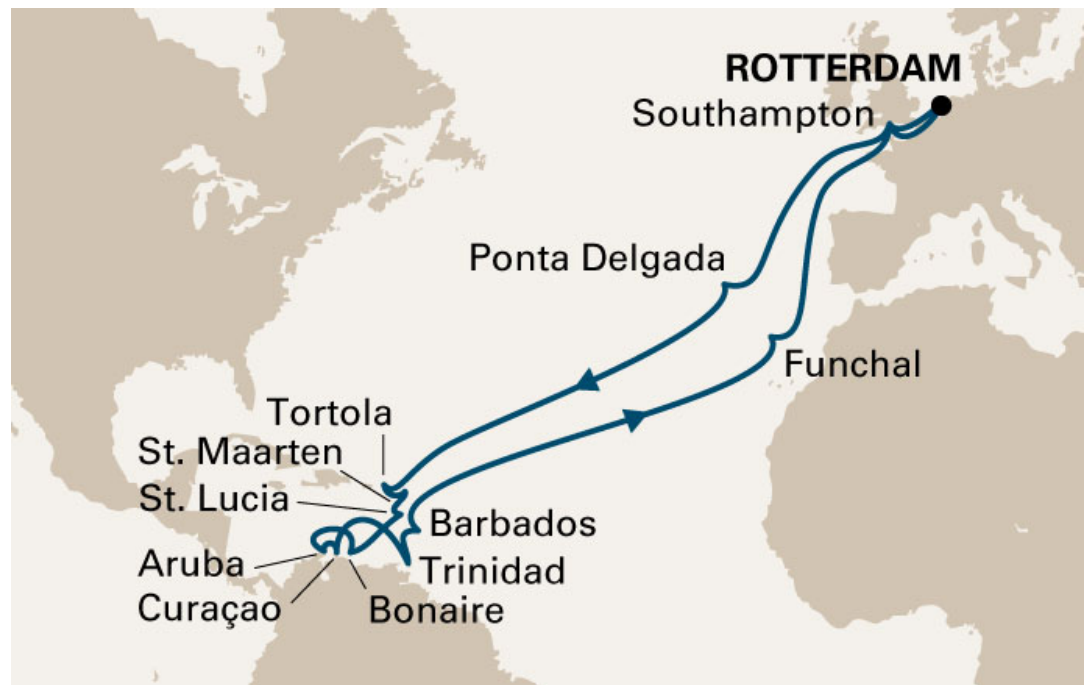 ROTTERDAM
Southampton
Ponta Delgada
Funchal
Tortola
St. Maarten
St. Lucia
Barbados
Aruba
Trinidad
Curaçao
Bonaire